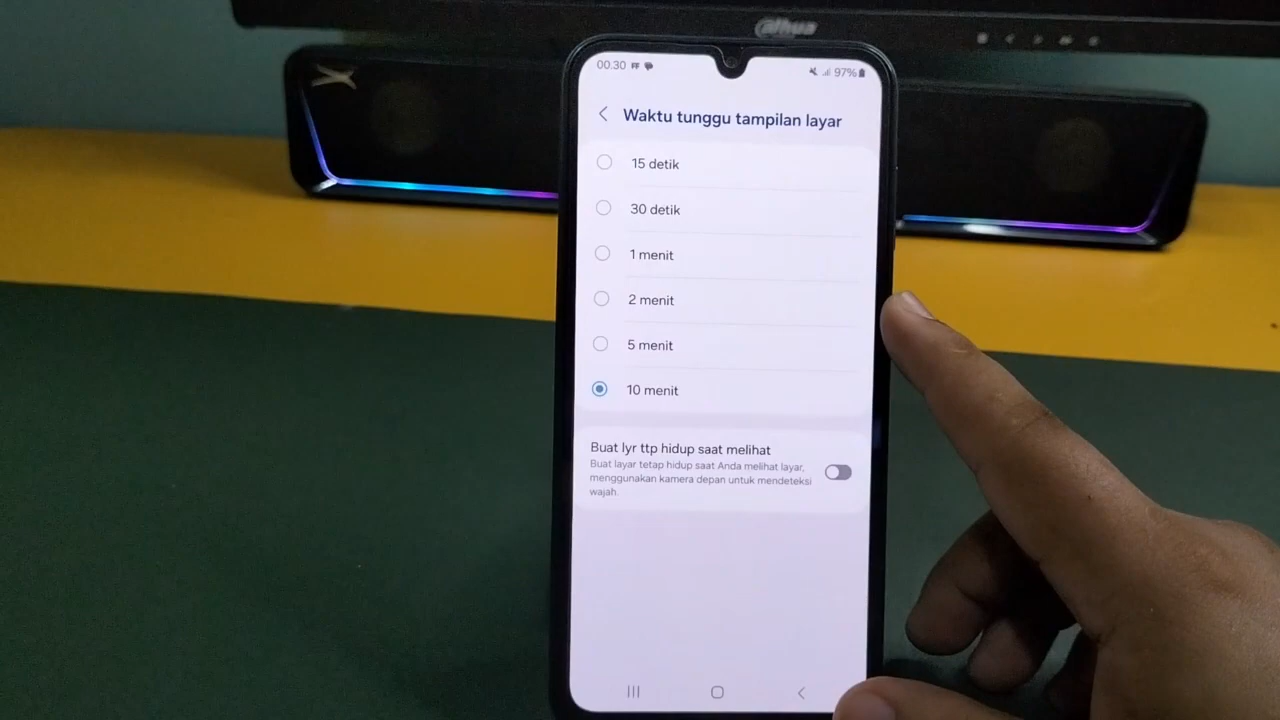 alhua
00.30 FF 97%
Waktu tunggu tampilan layar
15 detik
30 detik
1 menit
2 menit
5 menit
10 menit
Buat lyr ttp hidup saat melihat
Buat layar tetap hidup saat Anda melihat layar,
menggunakan kamera depan untuk mendeteksi
wajah.